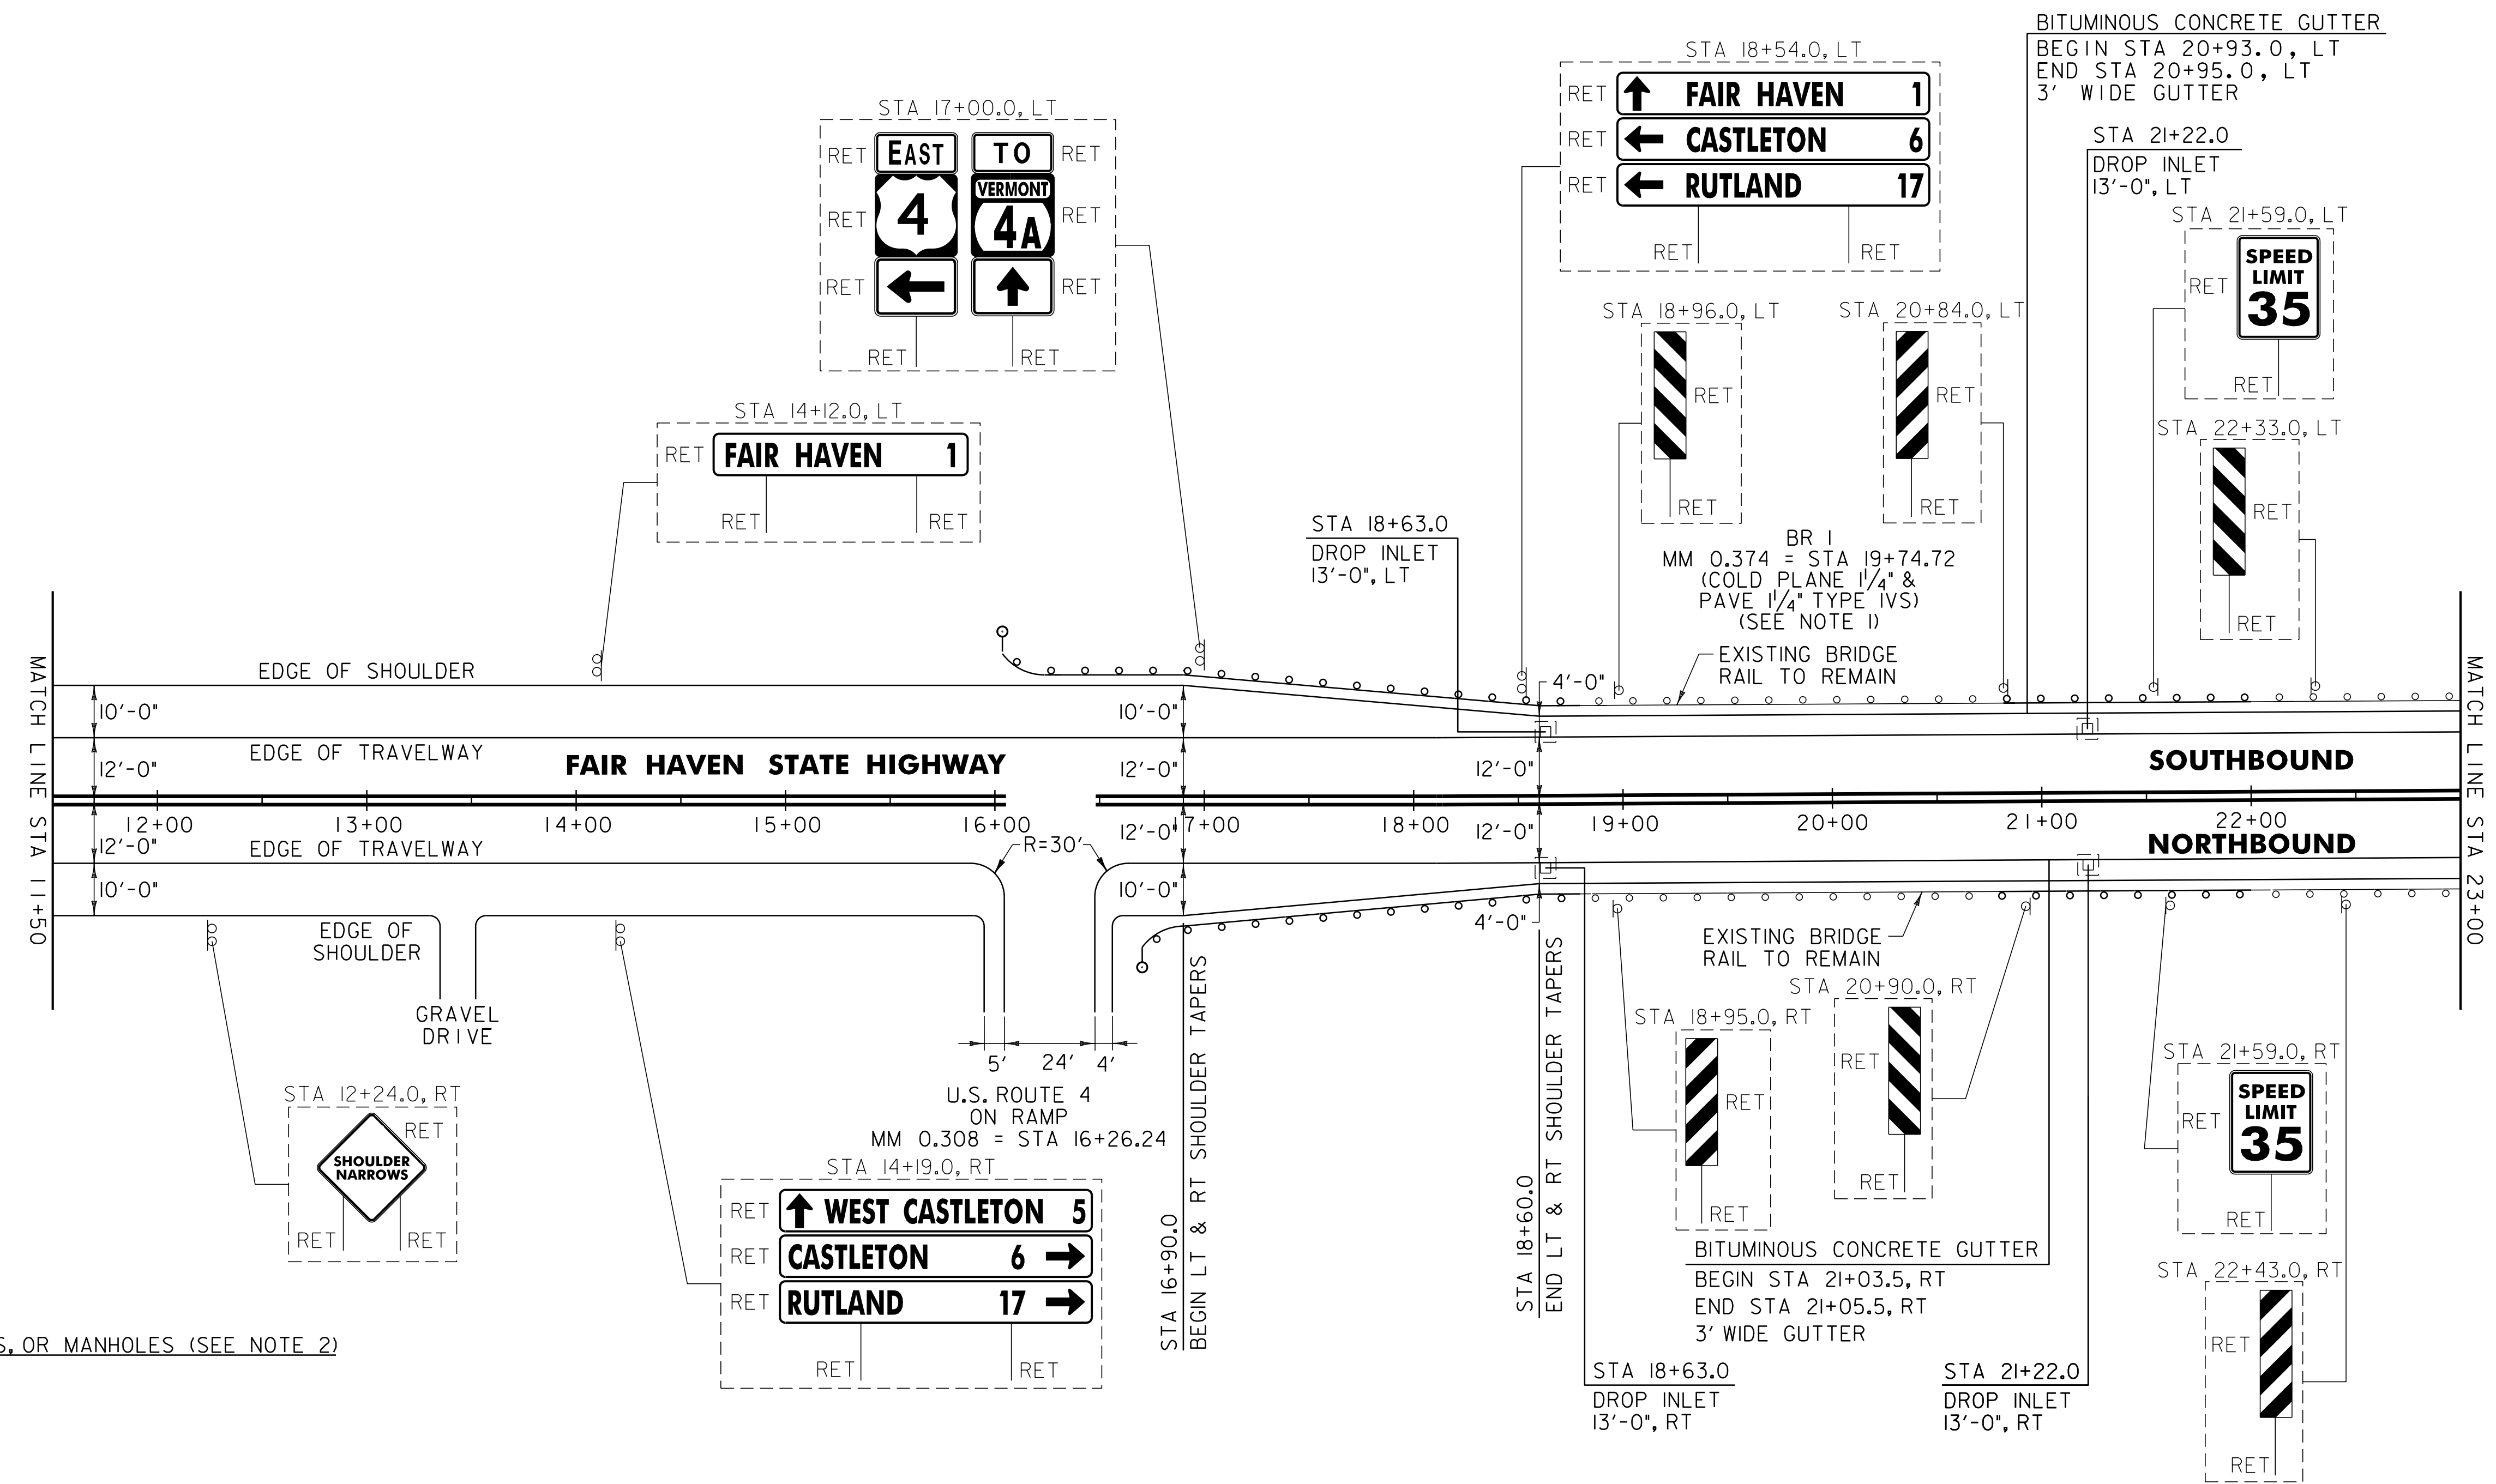 BITUMINOUS CONCRETE GUTTER
BEGIN STA 20+93.0, LT
END STA 20+95.0, LT
3' WIDE GUTTER
STA 18+54.0, LT
RET FAIR HAVEN 1
RET CASTLETON 6
RET RUTLAND 17
RET RET
STA 17+00.0, LT
RET EAST TO RET
RET 4 VERMONT 4A RET
RET RET
RET RET
STA 21+22.0
DROP INLET
13'-0", LT
STA 21+59.0, LT
SPEED
LIMIT
35
RET
RET
STA 18+96.0, LT
RET
RET
STA 20+84.0, LT
RET
RET
STA 14+12.0, LT
RET FAIR HAVEN 1
RET RET
STA 22+33.0, LT
RET
RET
STA 18+63.0
DROP INLET
13'-0", LT
BR 1
MM 0.374 = STA 19+74.72
(COLD PLANE 1 1/4" &
PAVE 1 1/4" TYPE IVS)
(SEE NOTE 1)
EXISTING BRIDGE
RAIL TO REMAIN
MATCH LINE STA 11+50
EDGE OF SHOULDER
10'-0"
10'-0"
4'-0"
EDGE OF TRAVELWAY
12'-0"
FAIR HAVEN STATE HIGHWAY
12'-0"
12'-0"
SOUTHBOUND
MATCH LINE STA 23+00
12+00 13+00 14+00 15+00 16+00 17+00 18+00 19+00 20+00 21+00 22+00
12'-0"
EDGE OF TRAVELWAY
R=30'
12'-0"
12'-0"
NORTHBOUND
10'-0"
10'-0"
4'-0"
EDGE OF
SHOULDER
GRAVEL
DRIVE
EXISTING BRIDGE
RAIL TO REMAIN
5' 24' 4'
U.S. ROUTE 4
ON RAMP
MM 0.308 = STA 16+26.24
STA 16+90.0
BEGIN LT & RT SHOULDER TAPERS
STA 18+60.0
END LT & RT SHOULDER TAPERS
STA 12+24.0, RT
RET
SHOULDER
NARROWS
RET RET
STA 14+19.0, RT
RET WEST CASTLETON 5
RET CASTLETON 6
RET RUTLAND 17
RET RET
STA 18+95.0, RT
RET
RET
STA 20+90.0, RT
RET
RET
STA 21+59.0, RT
SPEED
LIMIT
35
RET
RET
BITUMINOUS CONCRETE GUTTER
BEGIN STA 21+03.5, RT
END STA 21+05.5, RT
3' WIDE GUTTER
STA 22+43.0, RT
RET
RET
STA 18+63.0
DROP INLET
13'-0", RT
STA 21+22.0
DROP INLET
13'-0", RT
S, OR MANHOLES (SEE NOTE 2)